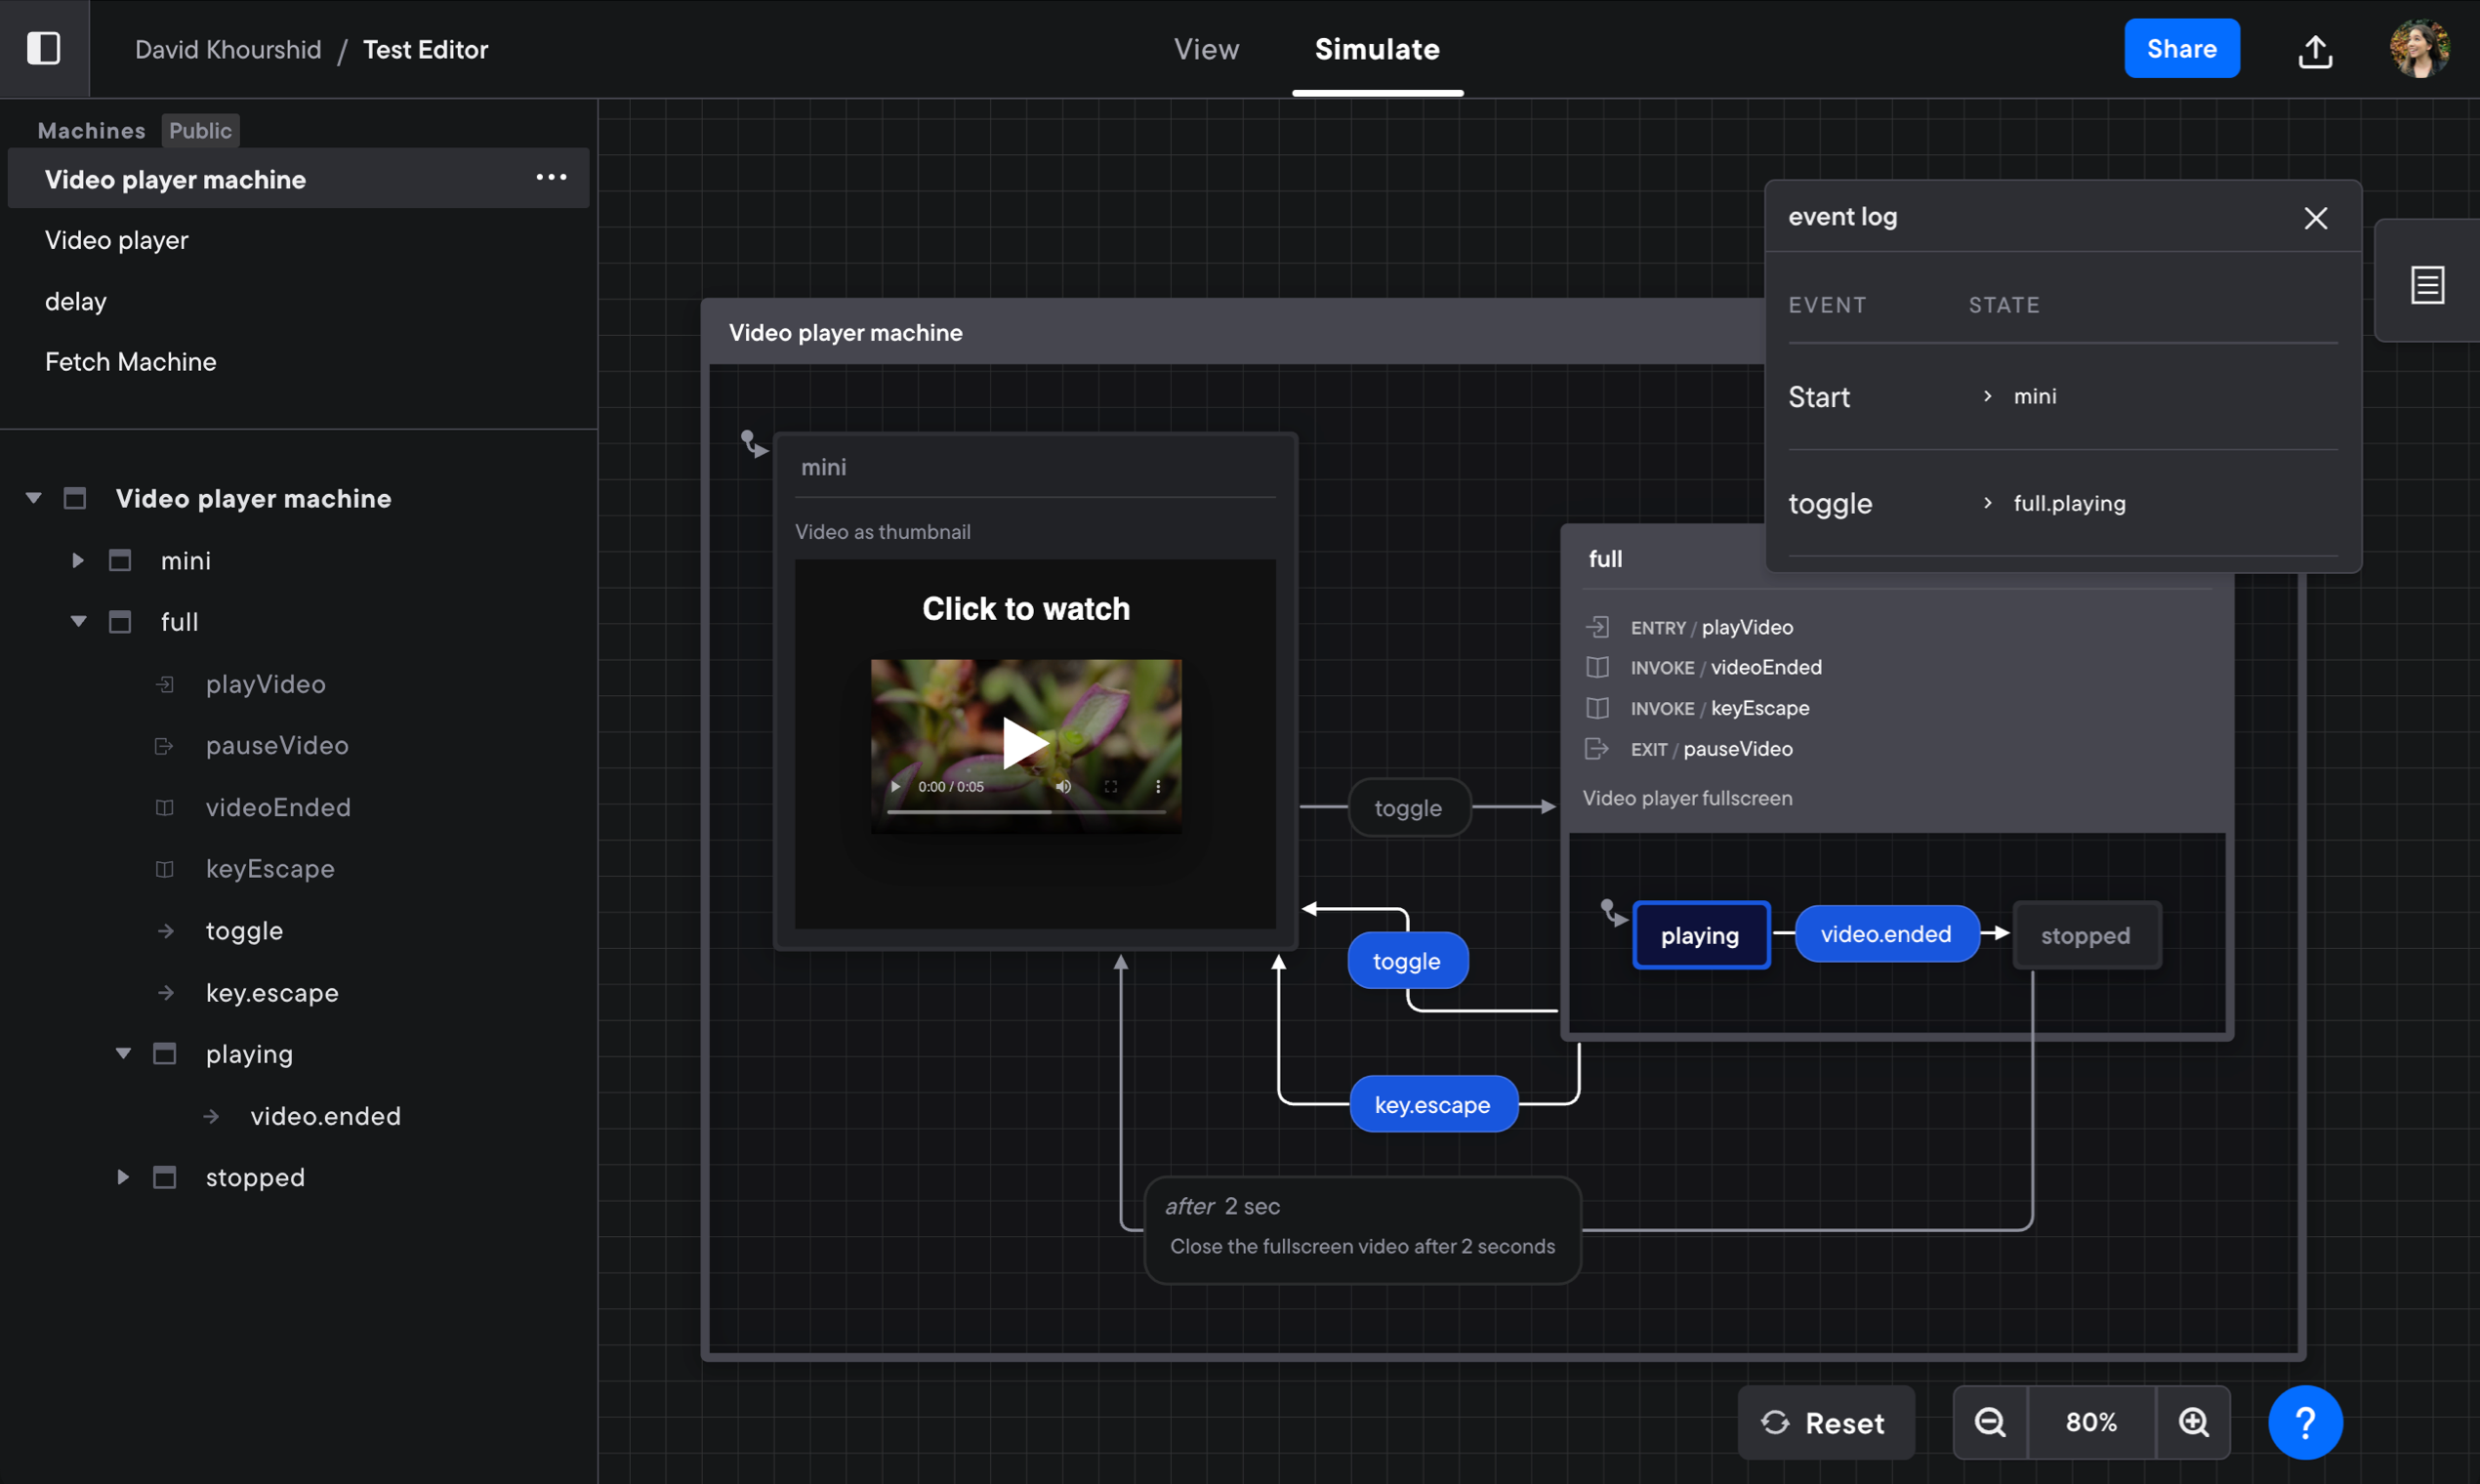 David Khourshid / Test Editor
View
Simulate
Share
Machines Public
Video player machine
Video player
delay
Fetch Machine
Video player machine
mini
full
playVideo
pauseVideo
videoEnded
keyEscape
toggle
key.escape
playing
video.ended
stopped
Video player machine
mini
Video as thumbnail
Click to watch
0:00 / 0:05
toggle
toggle
key.escape
after 2 sec
Close the fullscreen video after 2 seconds
full
ENTRY / playVideo
INVOKE / videoEnded
INVOKE / keyEscape
EXIT / pauseVideo
Video player fullscreen
playing
video.ended
stopped
event log
EVENT STATE
Start > mini
toggle > full.playing
Reset
80%
?